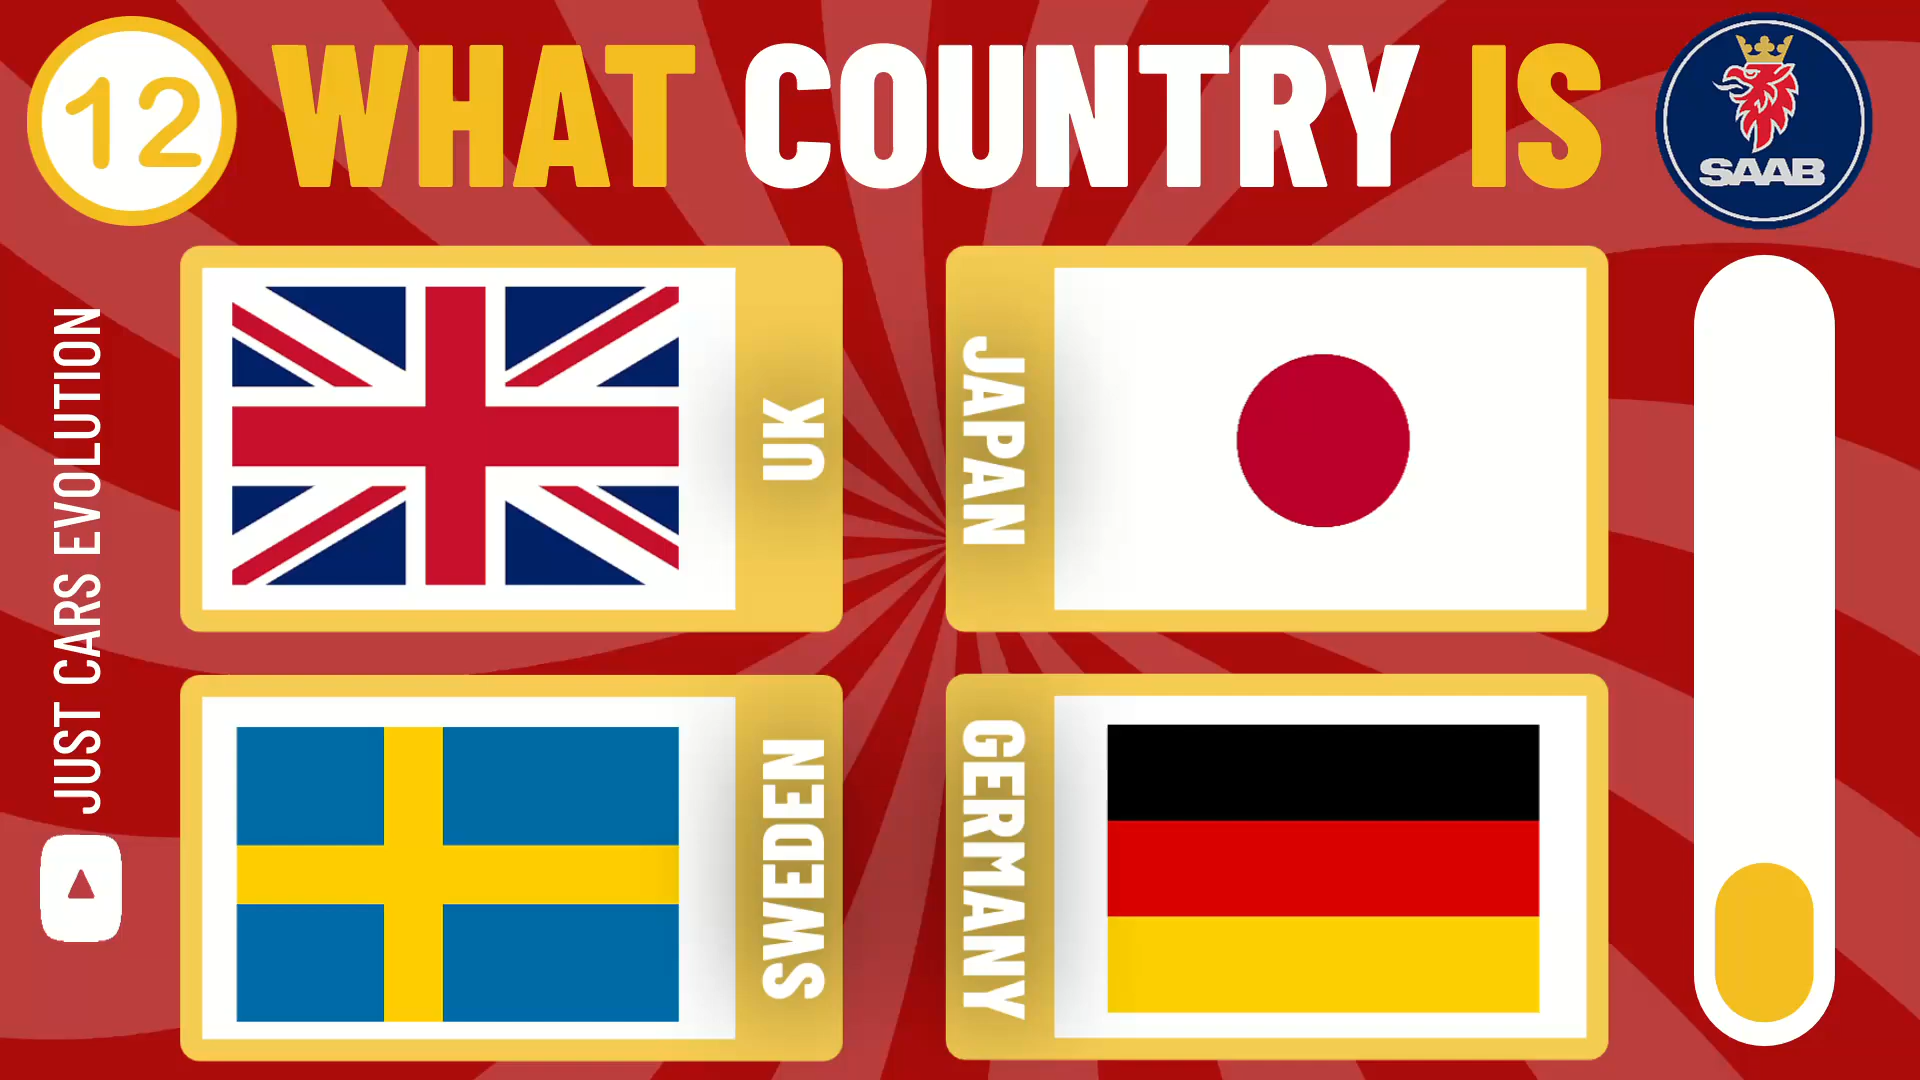 12
WHAT COUNTRY IS
SAAB
UK
JAPAN
SWEDEN
GERMANY
JUST CARS EVOLUTION